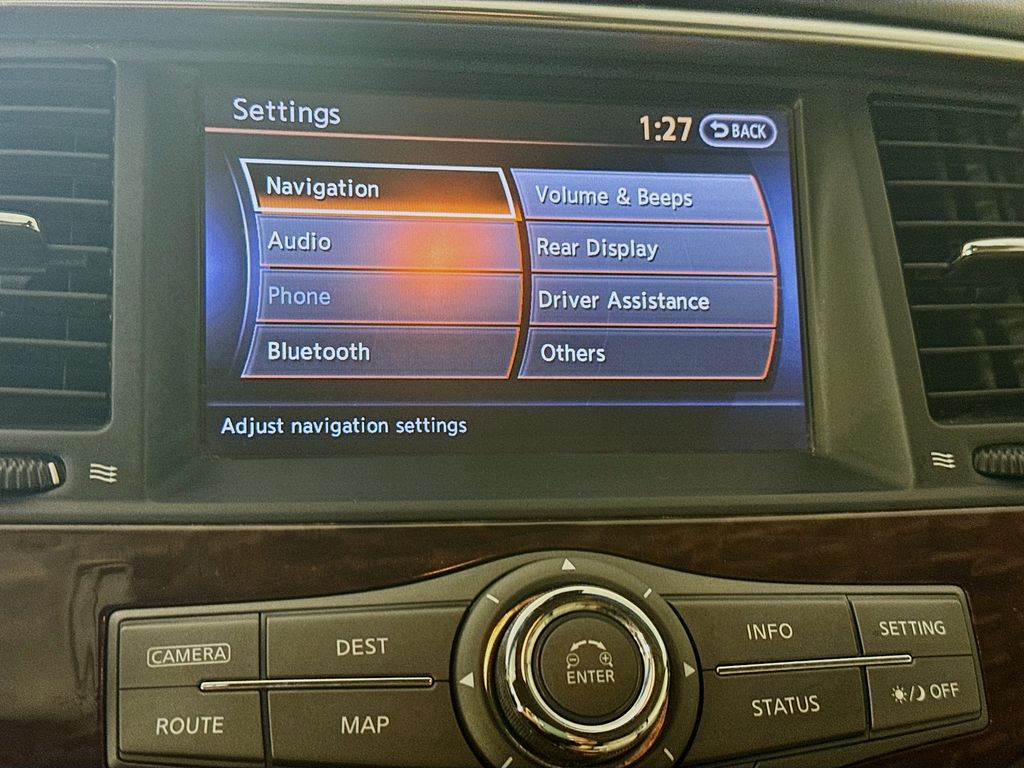 Settings
1:27
BACK
Navigation
Audio
Phone
Bluetooth
Volume & Beeps
Rear Display
Driver Assistance
Others
Adjust navigation settings
CAMERA
DEST
ROUTE
MAP
ENTER
INFO
SETTING
STATUS
OFF